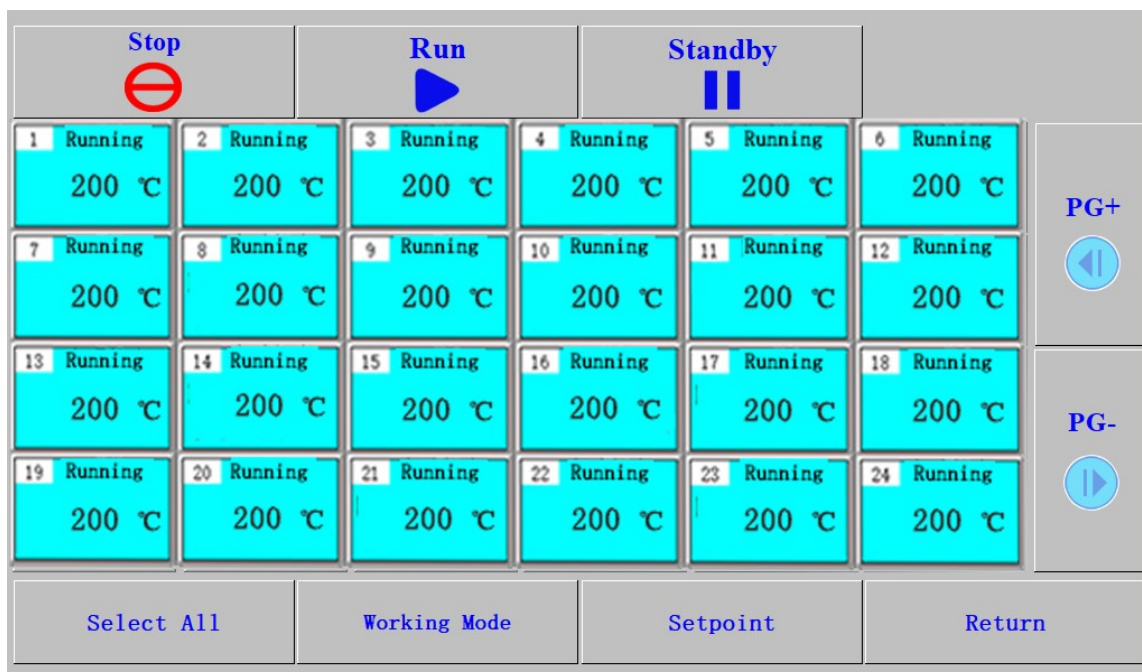 Stop Run Standby
1 Running 2 Running 3 Running 4 Running 5 Running 6 Running
200 ℃ 200 ℃ 200 ℃ 200 ℃ 200 ℃ 200 ℃
PG+
7 Running 8 Running 9 Running 10 Running 11 Running 12 Running
200 ℃ 200 ℃ 200 ℃ 200 ℃ 200 ℃ 200 ℃
13 Running 14 Running 15 Running 16 Running 17 Running 18 Running
200 ℃ 200 ℃ 200 ℃ 200 ℃ 200 ℃ 200 ℃
PG-
19 Running 20 Running 21 Running 22 Running 23 Running 24 Running
200 ℃ 200 ℃ 200 ℃ 200 ℃ 200 ℃ 200 ℃
Select All Working Mode Setpoint Return